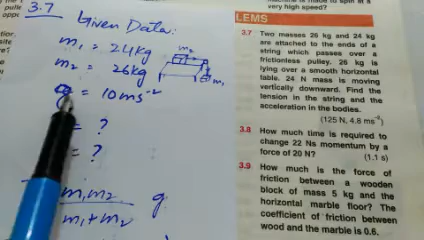 3.7
Given Data:
m₁ = 24kg
m₂ = 26kg
m₂
m₁
= 10ms⁻²
= ?
= ?
m₁m₂ g
m₁+m₂
very high speed?
LEMS
3.7 Two masses 26 kg and 24 kg
are attached to the ends of a
string which passes over a
frictionless pulley. 26 kg is
lying over a smooth horizontal
table. 24 N mass is moving
vertically downward. Find the
tension in the string and the
acceleration in the bodies.
(125 N, 4.8 ms⁻²)
3.8 How much time is required to
change 22 Ns momentum by a
force of 20 N? (1.1 s)
3.9 How much is the force of
friction between a wooden
block of mass 5 kg and the
horizontal marble floor? The
coefficient of friction between
wood and the marble is 0.6.